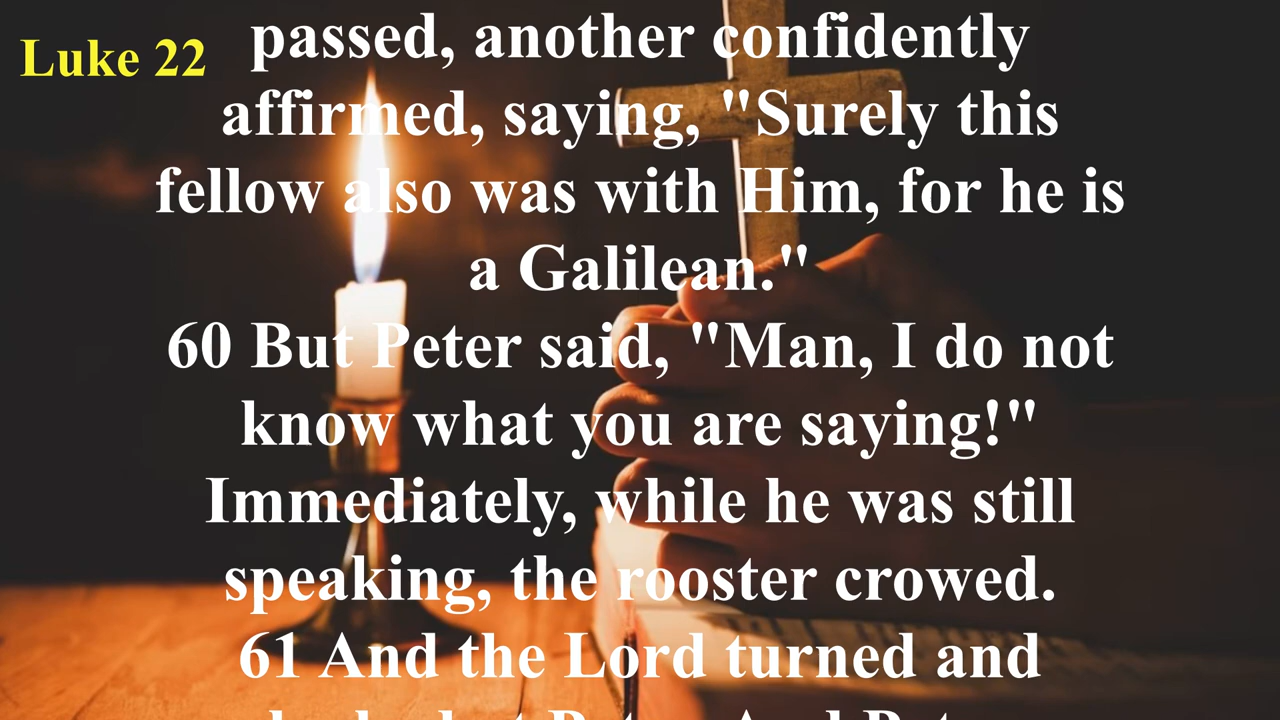 Luke 22
passed, another confidently
affirmed, saying, "Surely this
fellow also was with Him, for he is
a Galilean."
60 But Peter said, "Man, I do not
know what you are saying!"
Immediately, while he was still
speaking, the rooster crowed.
61 And the Lord turned and